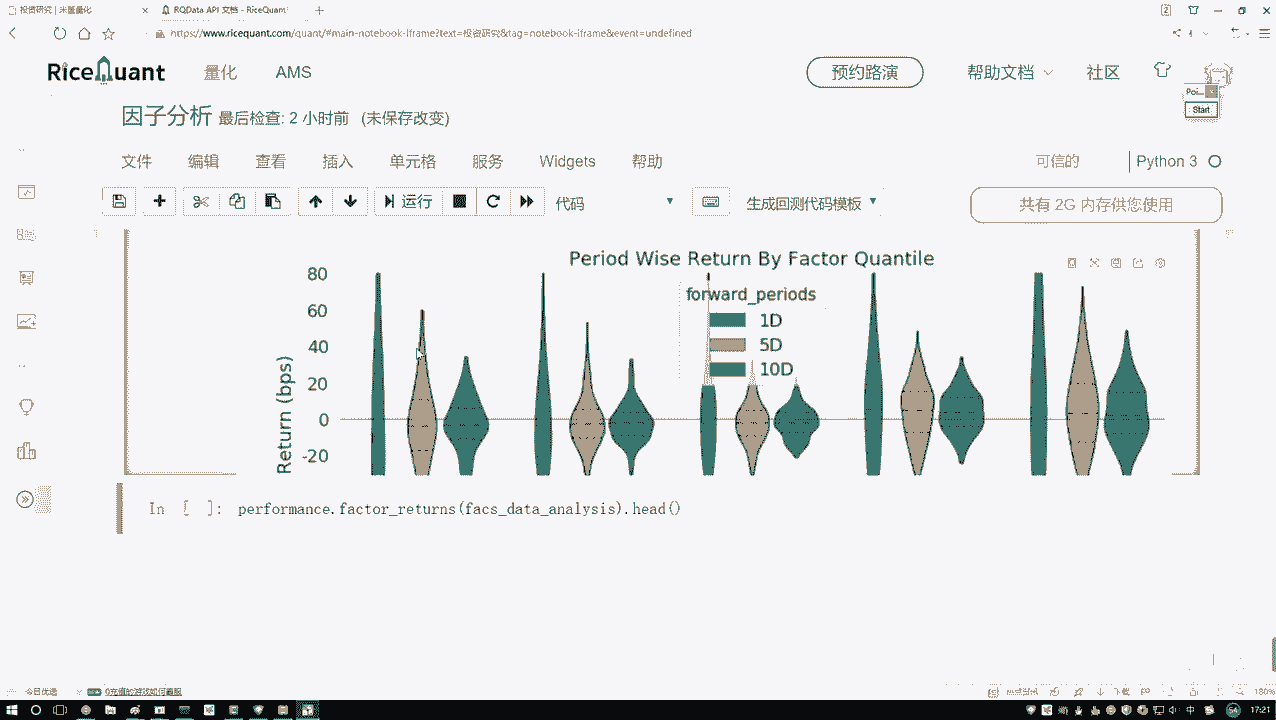 投资研究 | 米筐量化
RQData API 文档 - RiceQuan
https://www.ricequant.com/quant/#main-notebook-iframe?text=投资研究&tag=notebook-iframe&event=undefined
RiceQuant 量化 AMS 预约路演 帮助文档 社区
Poi...
Start
因子分析 最后检查: 2 小时前 (未保存改变)
文件 编辑 查看 插入 单元格 服务 Widgets 帮助 可信的 Python 3
运行 代码 生成回测代码模板 共有 2G 内存供您使用
Period Wise Return By Factor Quantile
forward_periods
1D
5D
10D
80
60
40
20
0
-20
Return (bps)
In [ ]: performance.factor_returns(facs_data_analysis).head()
今日优选
下载
180%
中
17:21